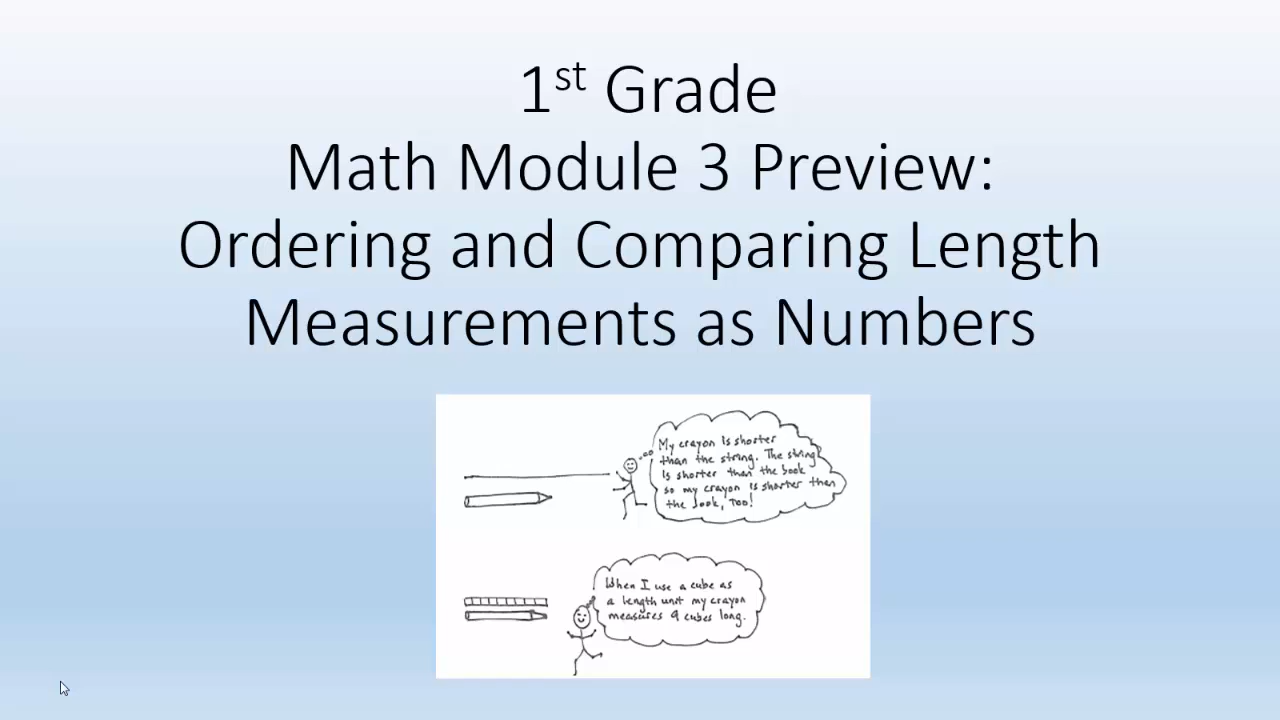 1st Grade
Math Module 3 Preview:
Ordering and Comparing Length
Measurements as Numbers
My crayon is shorter
than the string. The string
is shorter than the book
so my crayon is shorter than
the book, too!
When I use a cube as
a length unit my crayon
measures 9 cubes long.